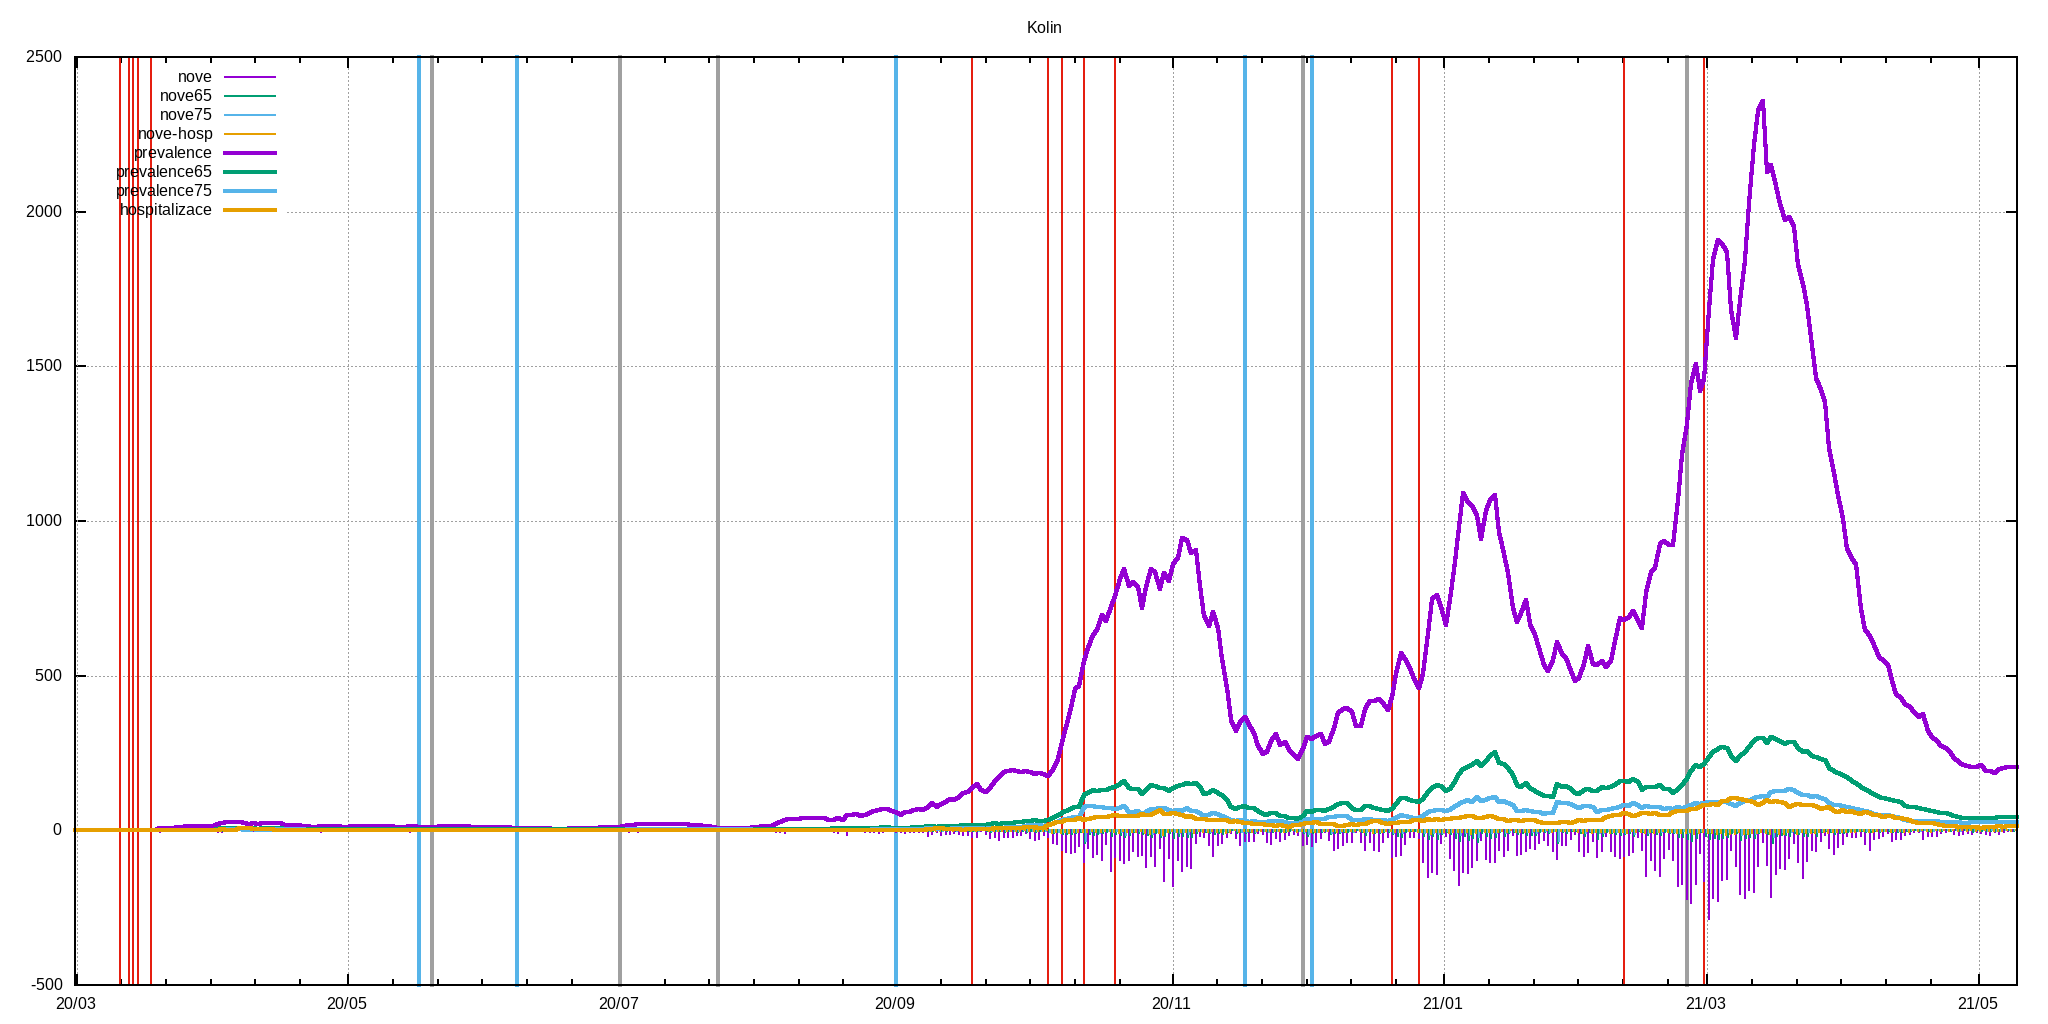 Kolin
2500
2000
1500
1000
500
0
-500
nove
nove65
nove75
nove-hosp
prevalence
prevalence65
prevalence75
hospitalizace
20/03 20/05 20/07 20/09 20/11 21/01 21/03 21/05